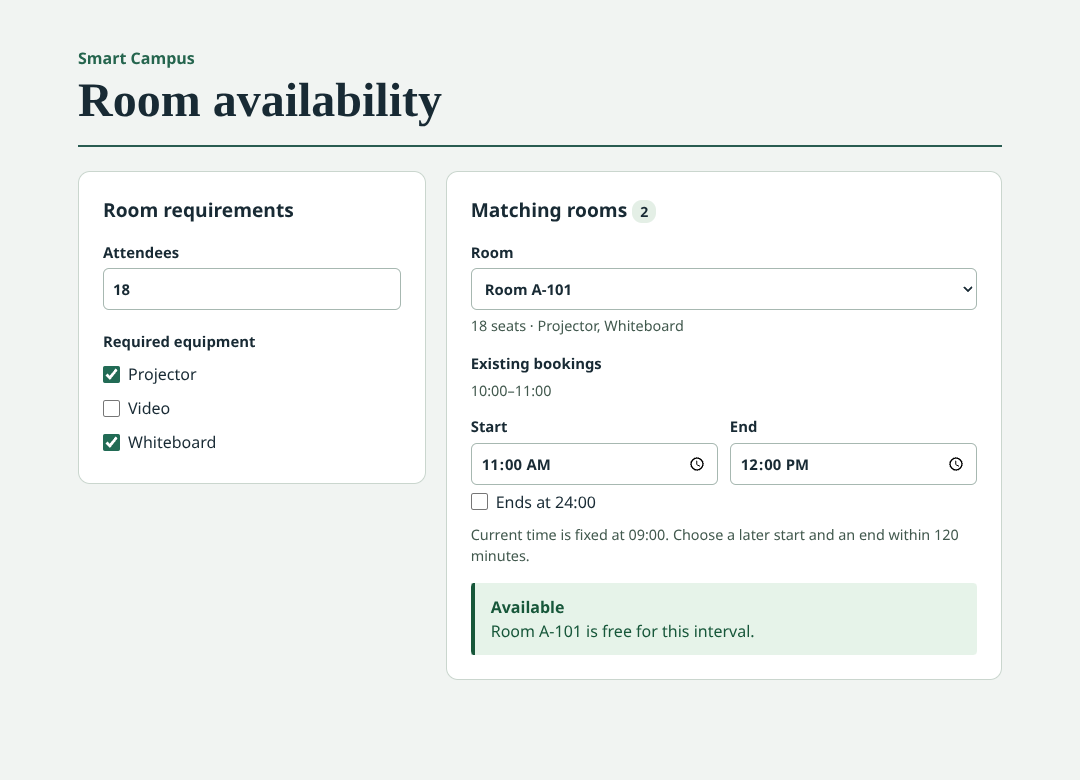 Smart Campus
Room availability
Room requirements
Attendees
18
Required equipment
Projector
Video
Whiteboard
Matching rooms 2
Room
Room A-101
18 seats · Projector, Whiteboard
Existing bookings
10:00–11:00
Start End
11:00 AM 12:00 PM
Ends at 24:00
Current time is fixed at 09:00. Choose a later start and an end within 120
minutes.
Available
Room A-101 is free for this interval.